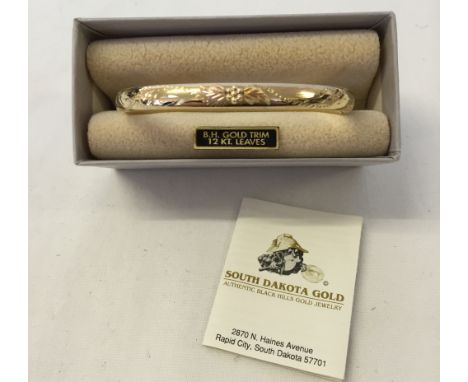 B.H. GOLD TRIM
12 KT. LEAVES
©
SOUTH DAKOTA GOLD
AUTHENTIC BLACK HILLS GOLD JEWELRY
2870 N. Haines Avenue
Rapid City, South Dakota 57701